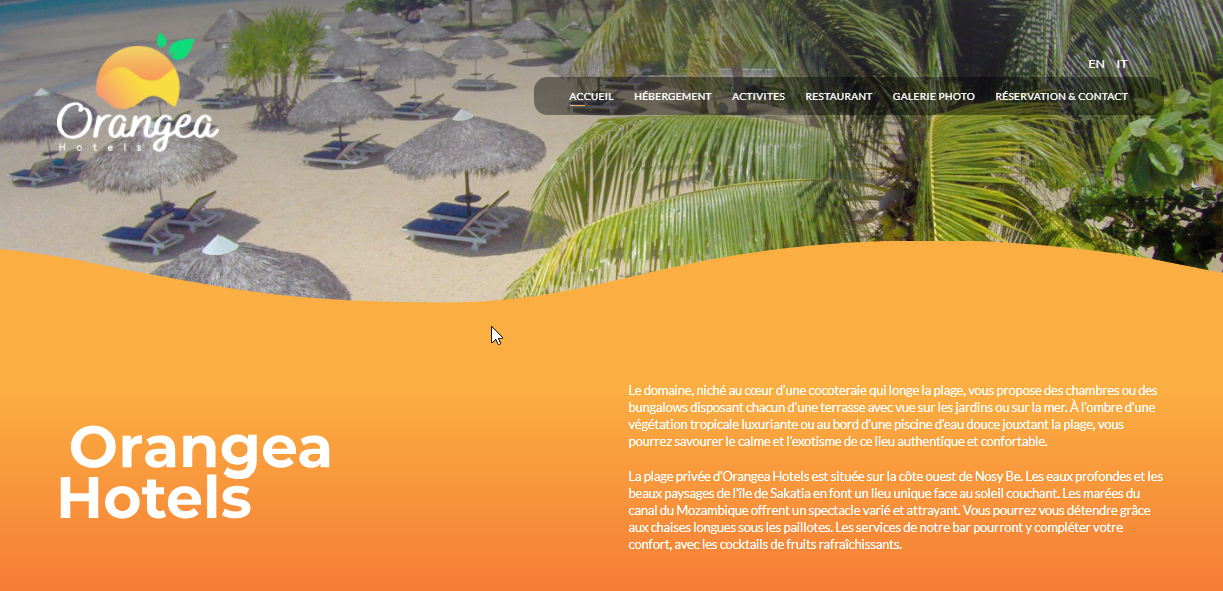 EN IT
Orangea
Hotels
ACCUEIL HÉBERGEMENT ACTIVITES RESTAURANT GALERIE PHOTO RÉSERVATION & CONTACT
Orangea
Hotels
Le domaine, niché au cœur d'une cocoteraie qui longe la plage, vous propose des chambres ou des
bungalows disposant chacun d'une terrasse avec vue sur les jardins ou sur la mer. À l'ombre d'une
végétation tropicale luxuriante ou au bord d'une piscine d'eau douce jouxtant la plage, vous
pourrez savourer le calme et l'exotisme de ce lieu authentique et confortable.
La plage privée d'Orangea Hotels est située sur la côte ouest de Nosy Be. Les eaux profondes et les
beaux paysages de l'île de Sakatia en font un lieu unique face au soleil couchant. Les marées du
canal du Mozambique offrent un spectacle varié et attrayant. Vous pourrez vous détendre grâce
aux chaises longues sous les paillotes. Les services de notre bar pourront y compléter votre
confort, avec les cocktails de fruits rafraîchissants.